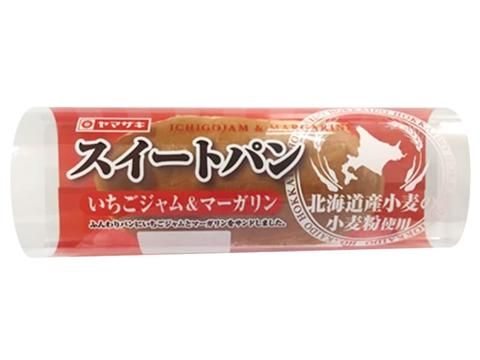 ヤマザキ
ICHIGOJAM & MARGARINE
スイートパン
いちごジャム&マーガリン
ふんわりパンにいちごジャムとマーガリンをサンドしました。
北海道産小麦の
小麦粉使用
HOKKAIDO HOKKAIDO